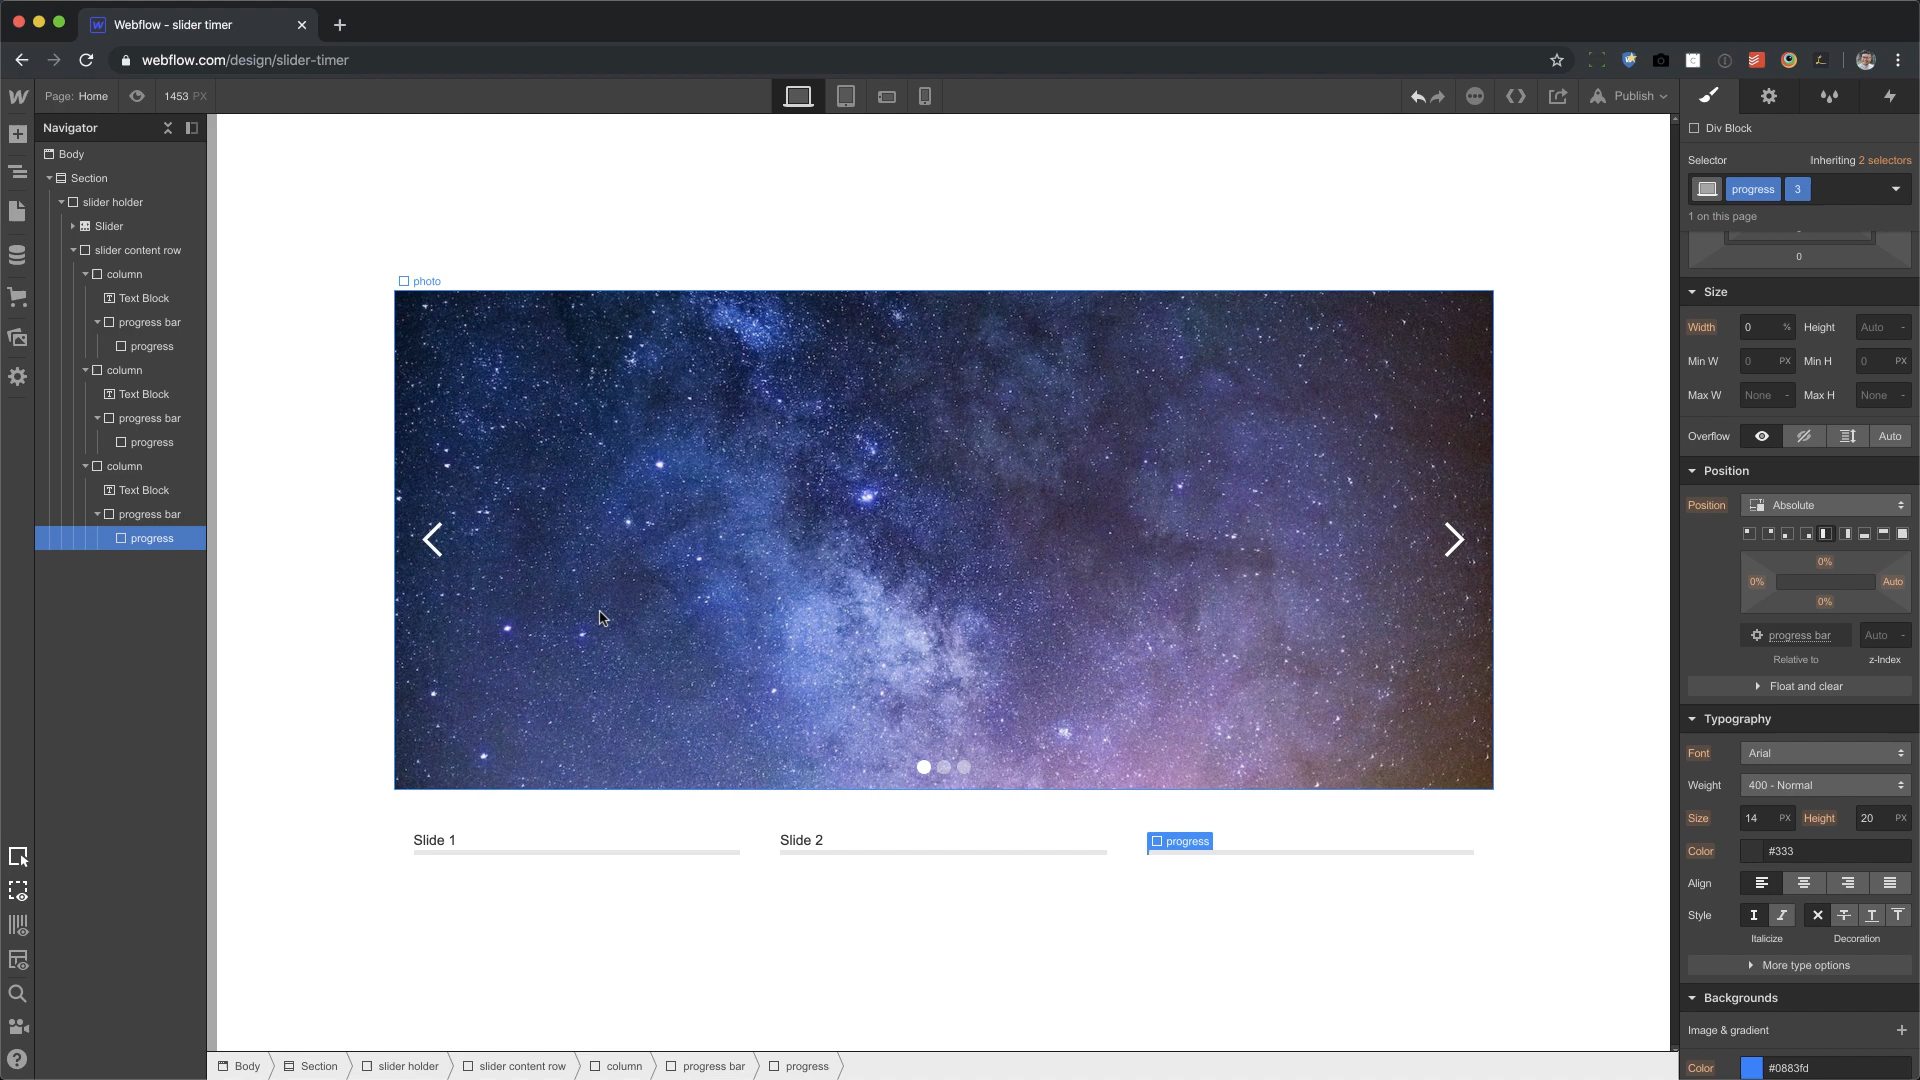 Webflow - slider timer
webflow.com/design/slider-timer
Page: Home
1453 PX
Publish
Navigator
Body
Section
slider holder
Slider
slider content row
column
Text Block
progress bar
progress
column
Text Block
progress bar
progress
column
Text Block
progress bar
progress
photo
Slide 1
Slide 2
progress
Body
Section
slider holder
slider content row
column
progress bar
progress
Div Block
Selector
Inheriting 2 selectors
progress
3
1 on this page
0
Size
Width 0 % Height Auto -
Min W 0 PX Min H 0 PX
Max W None - Max H None -
Overflow Auto
Position
Position Absolute
0%
0% Auto
0%
progress bar Auto -
Relative to z-Index
Float and clear
Typography
Font Arial
Weight 400 - Normal
Size 14 PX Height 20 PX
Color #333
Align
Style
Italicize Decoration
More type options
Backgrounds
Image & gradient
Color #0883fd